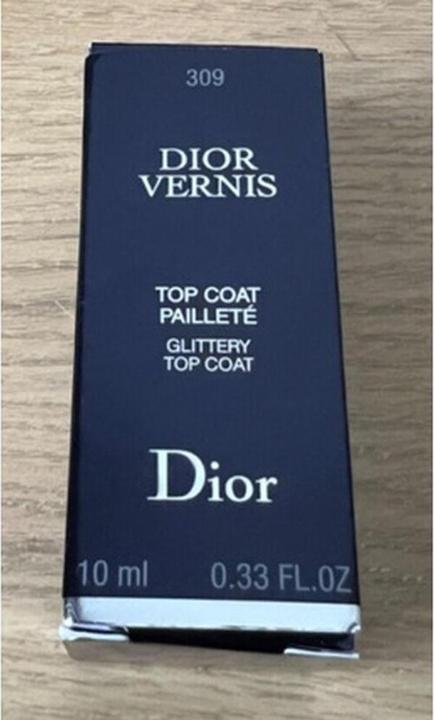 309
DIOR
VERNIS
TOP COAT
PAILLETÉ
GLITTERY
TOP COAT
Dior
10 ml 0.33 FL.OZ